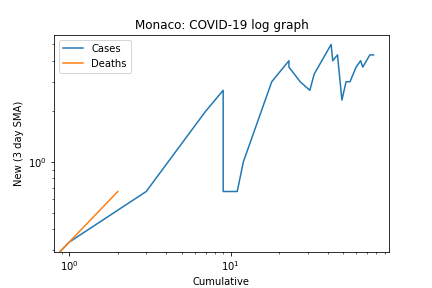 Monaco: COVID-19 log graph
Cases
Deaths
New (3 day SMA)
10⁰
10⁰
10¹
Cumulative